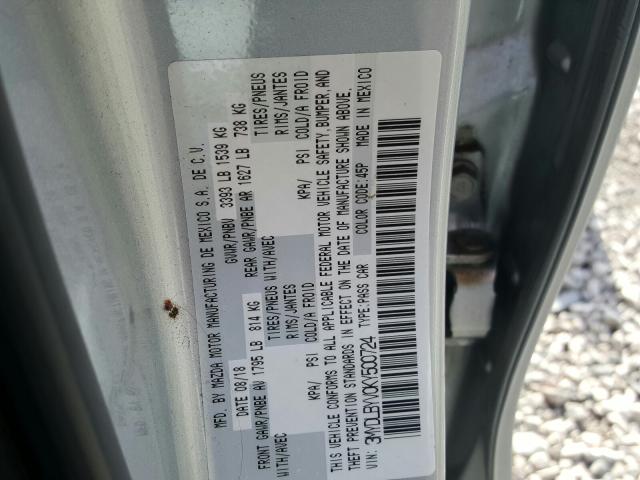 MFD. BY MAZDA MOTOR MANUFACTURING DE MEXICO S.A. DE C.V.
DATE 08/18 GVWR/PNBV 3393 LB 1539 KG
FRONT GAWR/PNBE AV 1795 LB 814 KG REAR GAWR/PNBE AR 1627 LB 738 KG
WITH/AVEC TIRES/PNEUS WITH/AVEC TIRES/PNEUS
RIMS/JANTES RIMS/JANTES
KPA/ PSI COLD/A FROID KPA/ PSI COLD/A FROID
THIS VEHICLE CONFORMS TO ALL APPLICABLE FEDERAL MOTOR VEHICLE SAFETY,BUMPER,AND
THEFT PREVENTION STANDARDS IN EFFECT ON THE DATE OF MANUFACTURE SHOWN ABOVE.
VIN: TYPE:PASS CAR COLOR CODE:45P MADE IN MEXICO